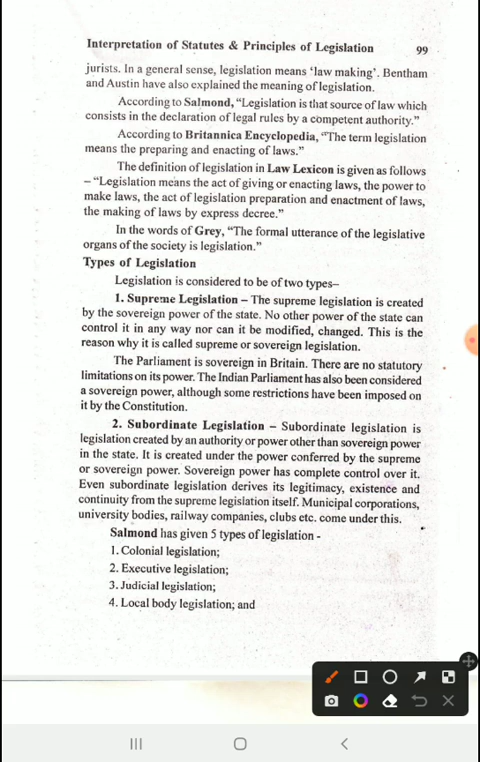 Interpretation of Statutes & Principles of Legislation 99
jurists. In a general sense, legislation means ‘law making’. Bentham
and Austin have also explained the meaning of legislation.
According to Salmond, “Legislation is that source of law which
consists in the declaration of legal rules by a competent authority.”
According to Britannica Encyclopedia, “The term legislation
means the preparing and enacting of laws.”
The definition of legislation in Law Lexicon is given as follows
– “Legislation means the act of giving or enacting laws, the power to
make laws, the act of legislation preparation and enactment of laws,
the making of laws by express decree.”
In the words of Grey, “The formal utterance of the legislative
organs of the society is legislation.”
Types of Legislation
Legislation is considered to be of two types–
1. Supreme Legislation – The supreme legislation is created
by the sovereign power of the state. No other power of the state can
control it in any way nor can it be modified, changed. This is the
reason why it is called supreme or sovereign legislation.
The Parliament is sovereign in Britain. There are no statutory
limitations on its power. The Indian Parliament has also been considered
a sovereign power, although some restrictions have been imposed on
it by the Constitution.
2. Subordinate Legislation – Subordinate legislation is
legislation created by an authority or power other than sovereign power
in the state. It is created under the power conferred by the supreme
or sovereign power. Sovereign power has complete control over it.
Even subordinate legislation derives its legitimacy, existence and
continuity from the supreme legislation itself. Municipal corporations,
university bodies, railway companies, clubs etc. come under this.
Salmond has given 5 types of legislation -
1. Colonial legislation;
2. Executive legislation;
3. Judicial legislation;
4. Local body legislation; and